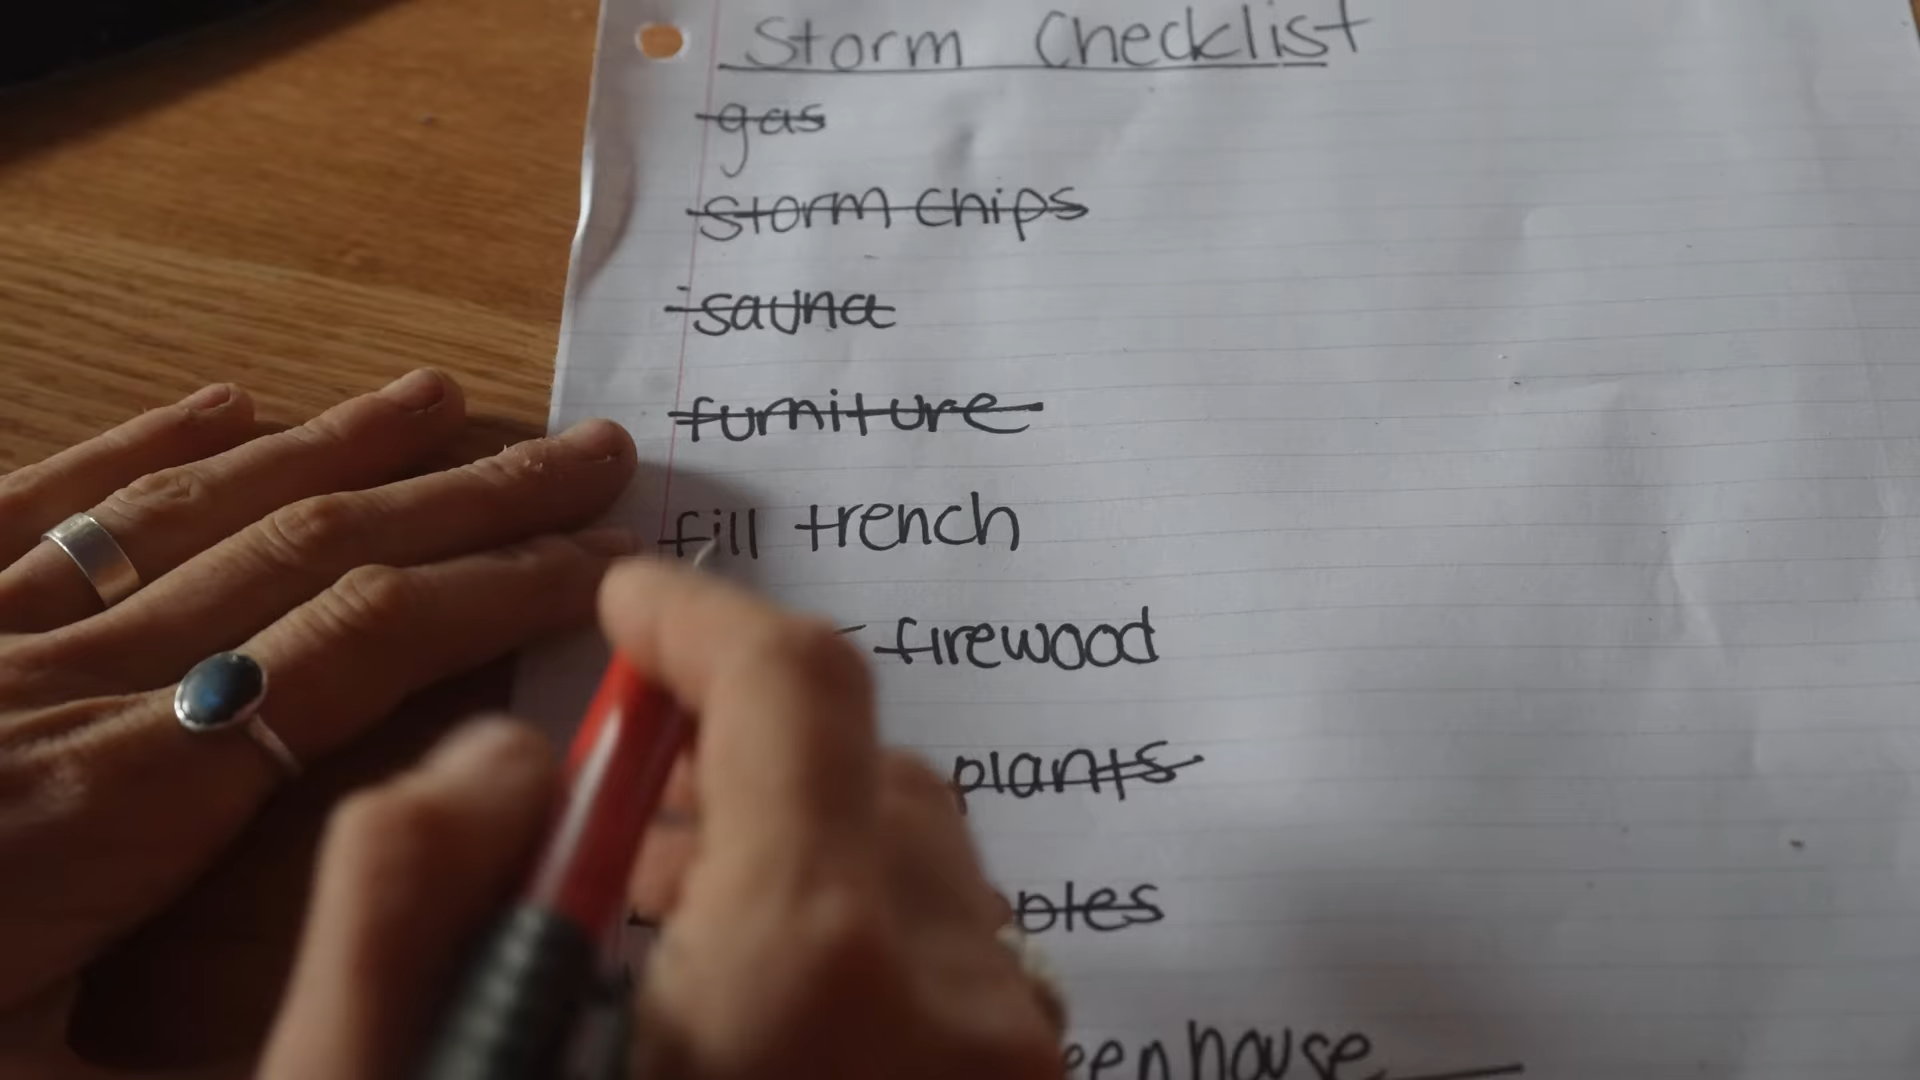 Storm Checklist
gas
storm chips
sauna
furniture
fill trench
firewood
plants